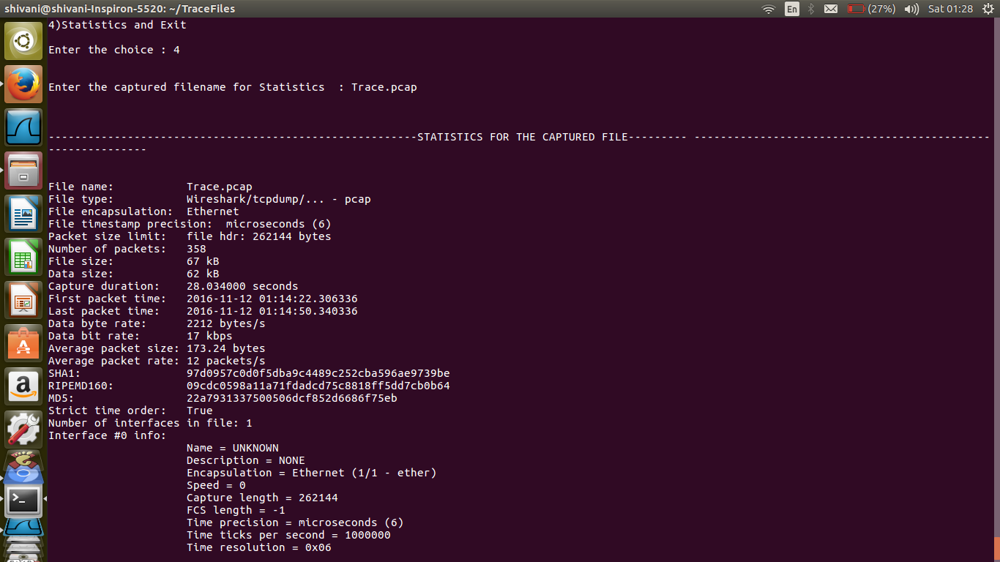 shivani@shivani-Inspiron-5520: ~/TraceFiles
En
(27%)
Sat 01:28
4)Statistics and Exit
Enter the choice : 4
Enter the captured filename for Statistics  : Trace.pcap
--------------------------------------------------------STATISTICS FOR THE CAPTURED FILE--------- ---------------------------------------------
---------------
File name:           Trace.pcap
File type:           Wireshark/tcpdump/... - pcap
File encapsulation:  Ethernet
File timestamp precision:  microseconds (6)
Packet size limit:   file hdr: 262144 bytes
Number of packets:   358
File size:           67 kB
Data size:           62 kB
Capture duration:    28.034000 seconds
First packet time:   2016-11-12 01:14:22.306336
Last packet time:    2016-11-12 01:14:50.340336
Data byte rate:      2212 bytes/s
Data bit rate:       17 kbps
Average packet size: 173.24 bytes
Average packet rate: 12 packets/s
SHA1:                97d0957c0d0f5dba9c4489c252cba596ae9739be
RIPEMD160:           09cdc0598a11a71fdadcd75c8818ff5dd7cb0b64
MD5:                 22a7931337500506dcf852d6686f75eb
Strict time order:   True
Number of interfaces in file: 1
Interface #0 info:
Name = UNKNOWN
Description = NONE
Encapsulation = Ethernet (1/1 - ether)
Speed = 0
Capture length = 262144
FCS length = -1
Time precision = microseconds (6)
Time ticks per second = 1000000
Time resolution = 0x06